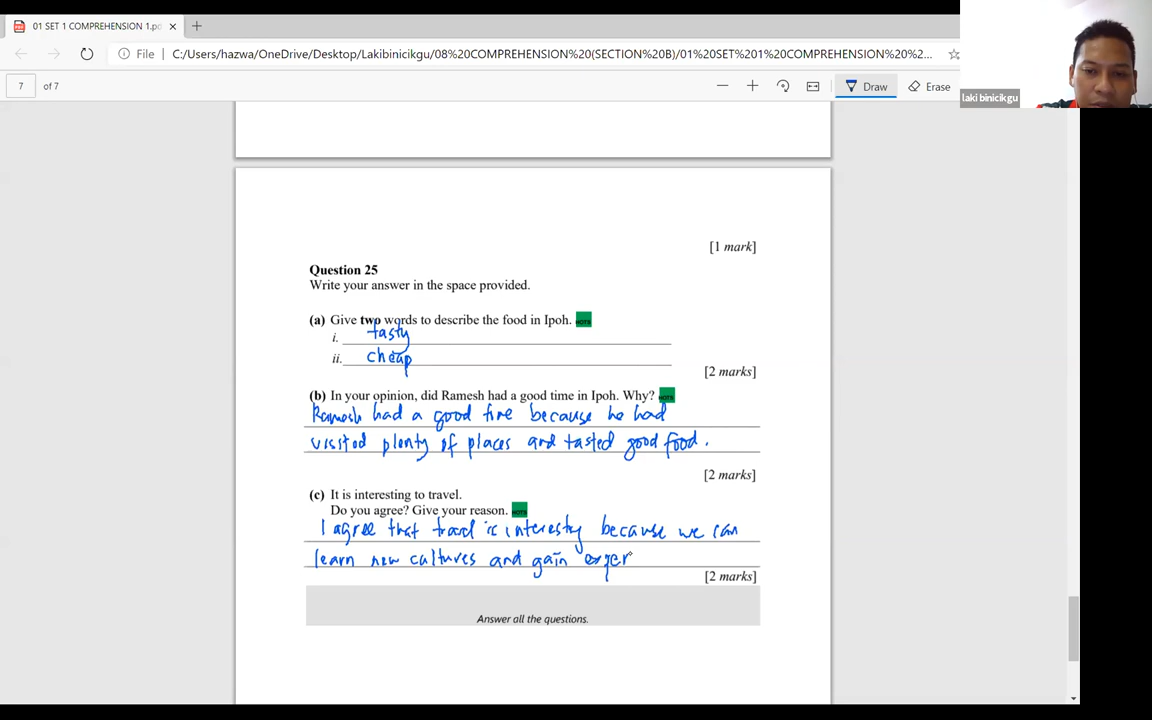 01 SET 1 COMPREHENSION 1.pd
File C:/Users/hazwa/OneDrive/Desktop/Lakibinicikgu/08%20COMPREHENSION%20(SECTION%20B)/01%20SET%201%20COMPREHENSION%20%2...
7 of 7 Draw Erase
laki binicikgu
[1 mark]
Question 25
Write your answer in the space provided.
(a) Give two words to describe the food in Ipoh. HOTS
i. tasty
ii. cheap
[2 marks]
(b) In your opinion, did Ramesh had a good time in Ipoh. Why? HOTS
Ramesh had a good time because he had
visited plenty of places and tasted good food.
[2 marks]
(c) It is interesting to travel.
Do you agree? Give your reason. HOTS
I agree that travel is interesting because we can
learn new cultures and gain exper
[2 marks]
Answer all the questions.